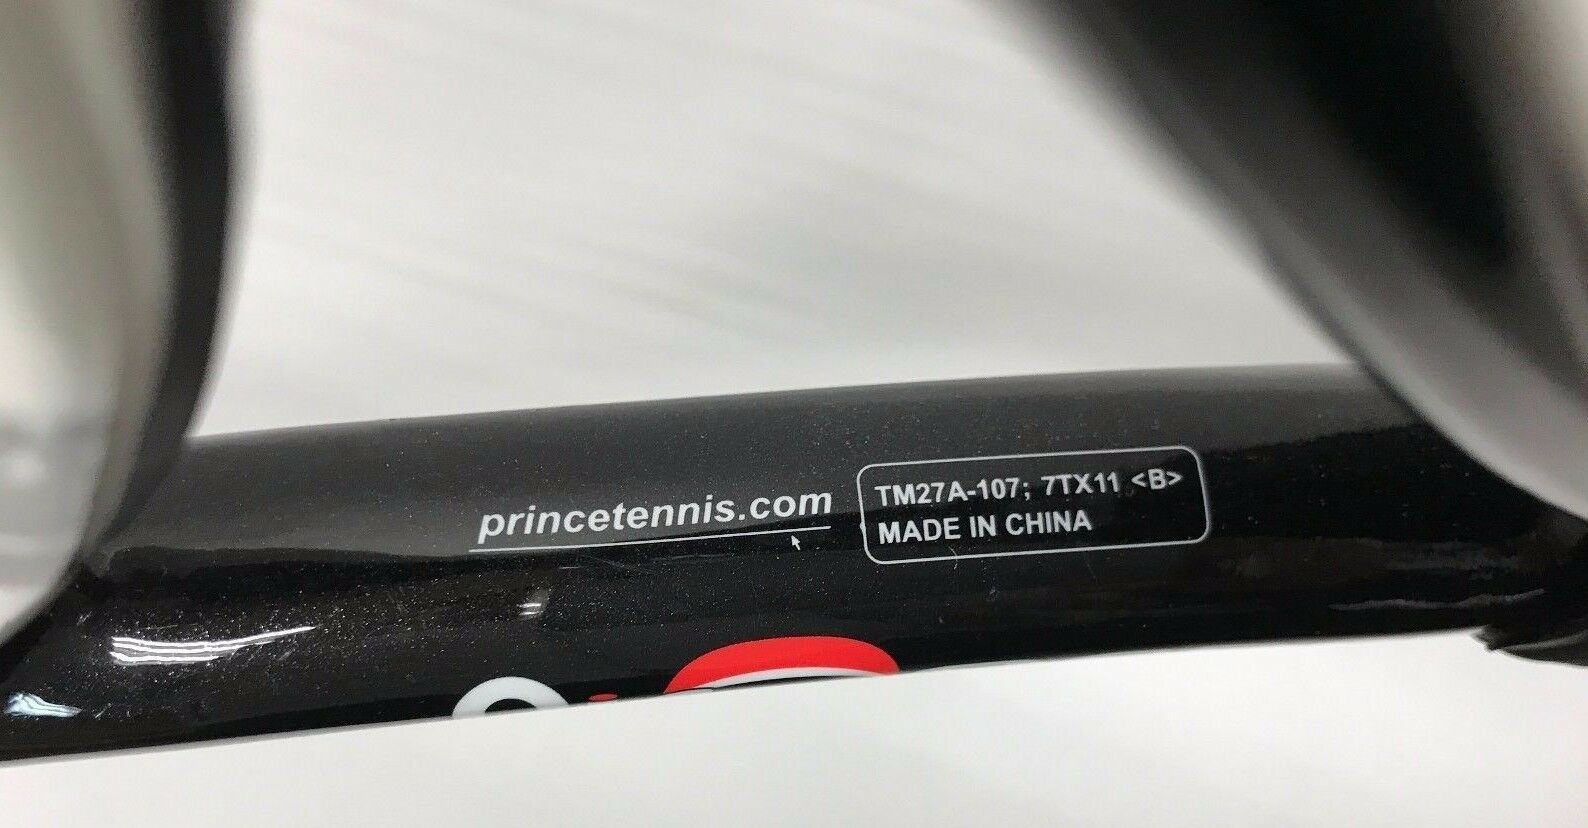 princetennis.com
TM27A-107; 7TX11 <B>
MADE IN CHINA